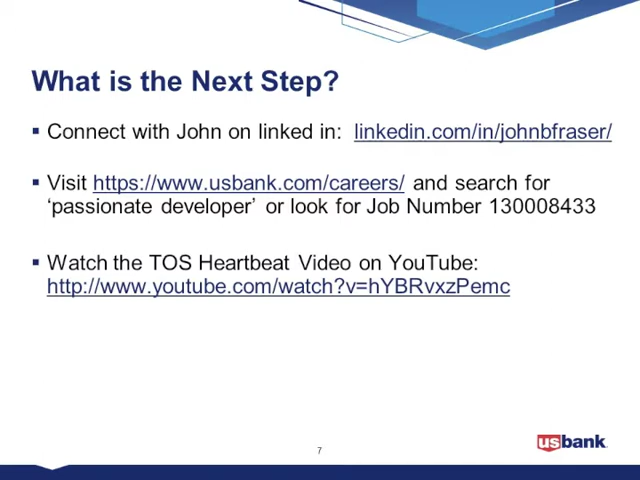 What is the Next Step?
▪ Connect with John on linked in: linkedin.com/in/johnbfraser/
▪ Visit https://www.usbank.com/careers/ and search for
‘passionate developer’ or look for Job Number 130008433
▪ Watch the TOS Heartbeat Video on YouTube:
http://www.youtube.com/watch?v=hYBRvxzPemc
7
usbank